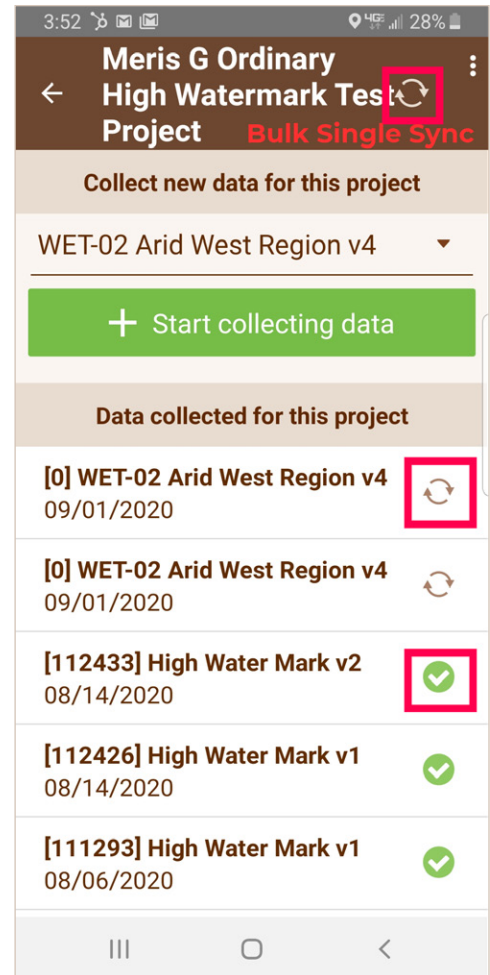 3:52 28%
Meris G Ordinary
High Watermark Test
Project Bulk Single Sync
Collect new data for this project
WET-02 Arid West Region v4
+ Start collecting data
Data collected for this project
[0] WET-02 Arid West Region v4
09/01/2020
[0] WET-02 Arid West Region v4
09/01/2020
[112433] High Water Mark v2
08/14/2020
[112426] High Water Mark v1
08/14/2020
[111293] High Water Mark v1
08/06/2020